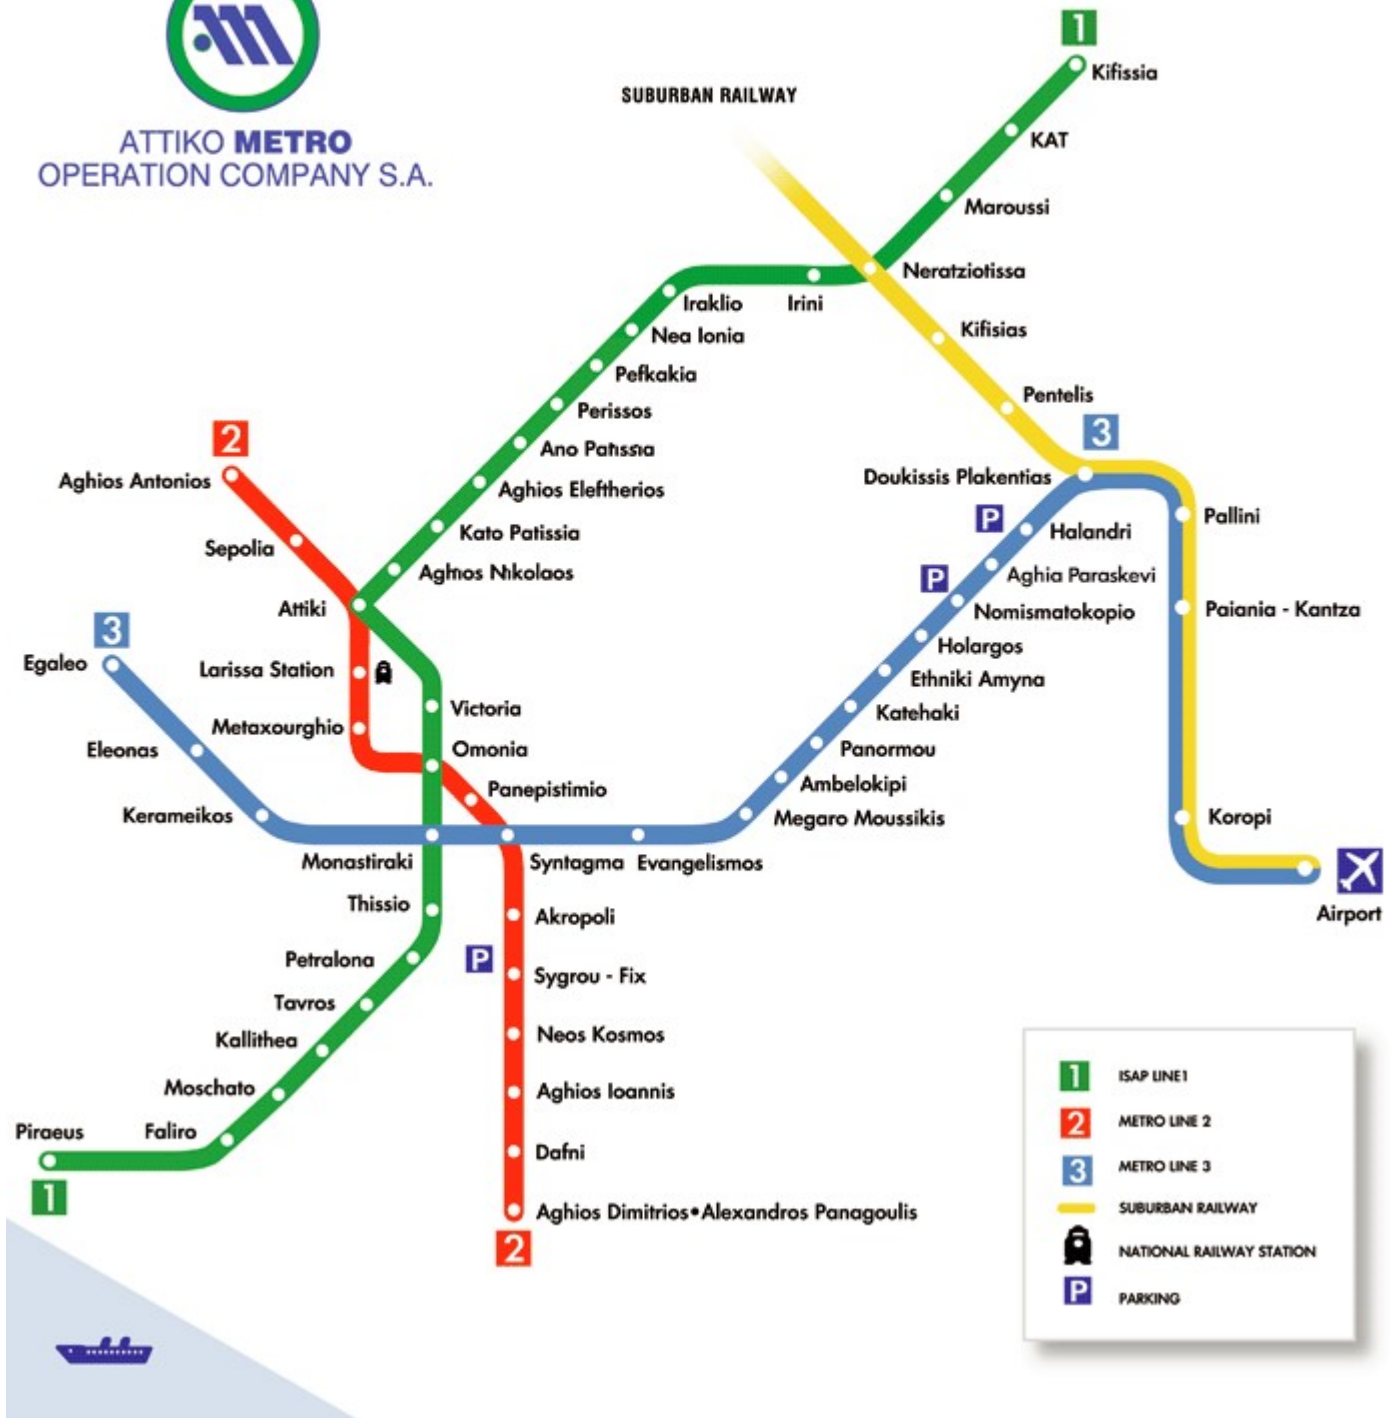 ATTIKO METRO
OPERATION COMPANY S.A.
SUBURBAN RAILWAY
1
Kifissia
KAT
Maroussi
Neratziotissa
Iraklio
Irini
Nea Ionia
Kifisias
Pefkakia
Pentelis
Perissos
2
3
Ano Patissia
Aghios Antonios
Doukissis Plakentias
Aghios Eleftherios
P
Pallini
Kato Patissia
Halandri
Sepolia
Aghios Nikolaos
P
Aghia Paraskevi
Attiki
Nomismatokopio
Paiania - Kantza
3
Holargos
Egaleo
Larissa Station
Ethniki Amyna
Victoria
Katehaki
Metaxourghio
Eleonas
Omonia
Panormou
Panepistimio
Ambelokipi
Kerameikos
Megaro Moussikis
Koropi
Monastiraki
Syntagma
Evangelismos
Thissio
Akropoli
Airport
Petralona
P
Sygrou - Fix
Tavros
Kallithea
Neos Kosmos
Moschato
Aghios Ioannis
Piraeus
Faliro
Dafni
1
Aghios Dimitrios•Alexandros Panagoulis
2
1 ISAP LINE1
2 METRO LINE 2
3 METRO LINE 3
SUBURBAN RAILWAY
NATIONAL RAILWAY STATION
P PARKING